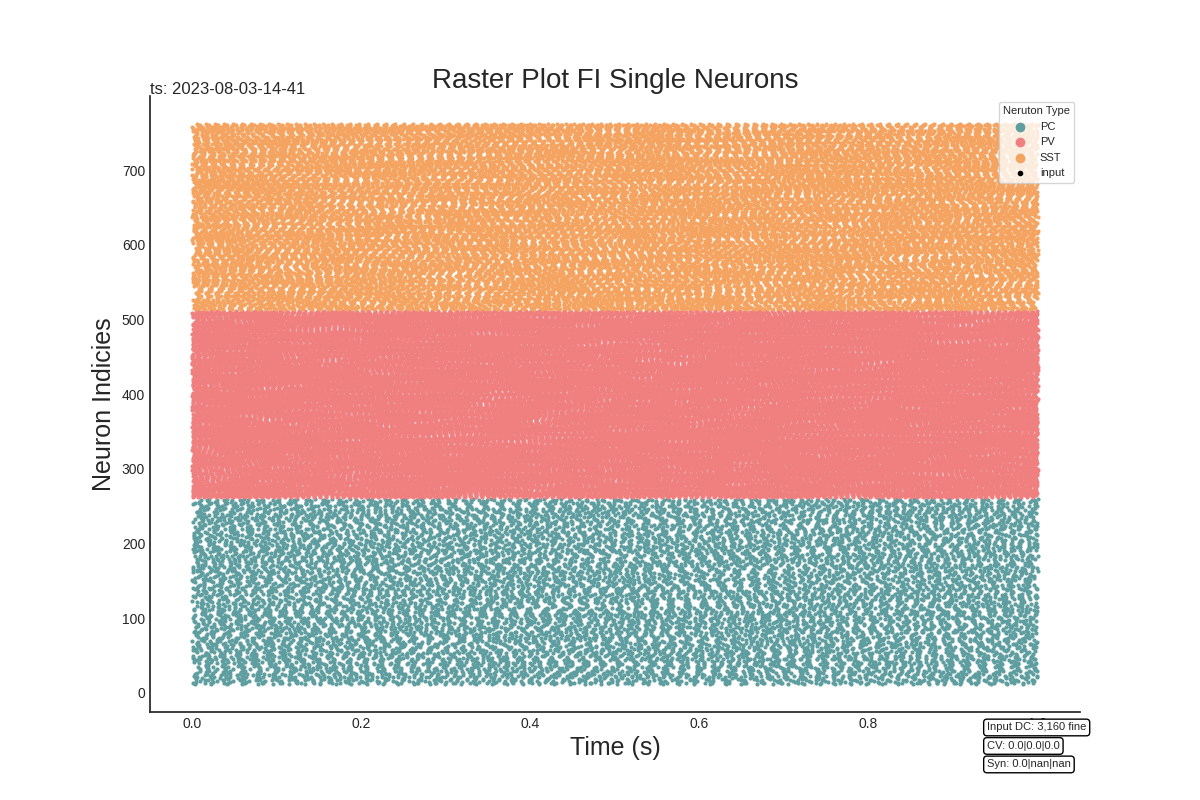 Raster Plot FI Single Neurons
ts: 2023-08-03-14-41
Neruton Type
PC
PV
SST
input
700
600
500
400
300
200
100
0
Neuron Indicies
0.0 0.2 0.4 0.6 0.8
Time (s)
Input DC: 3,160 fine
CV: 0.0|0.0|0.0
Syn: 0.0|nan|nan